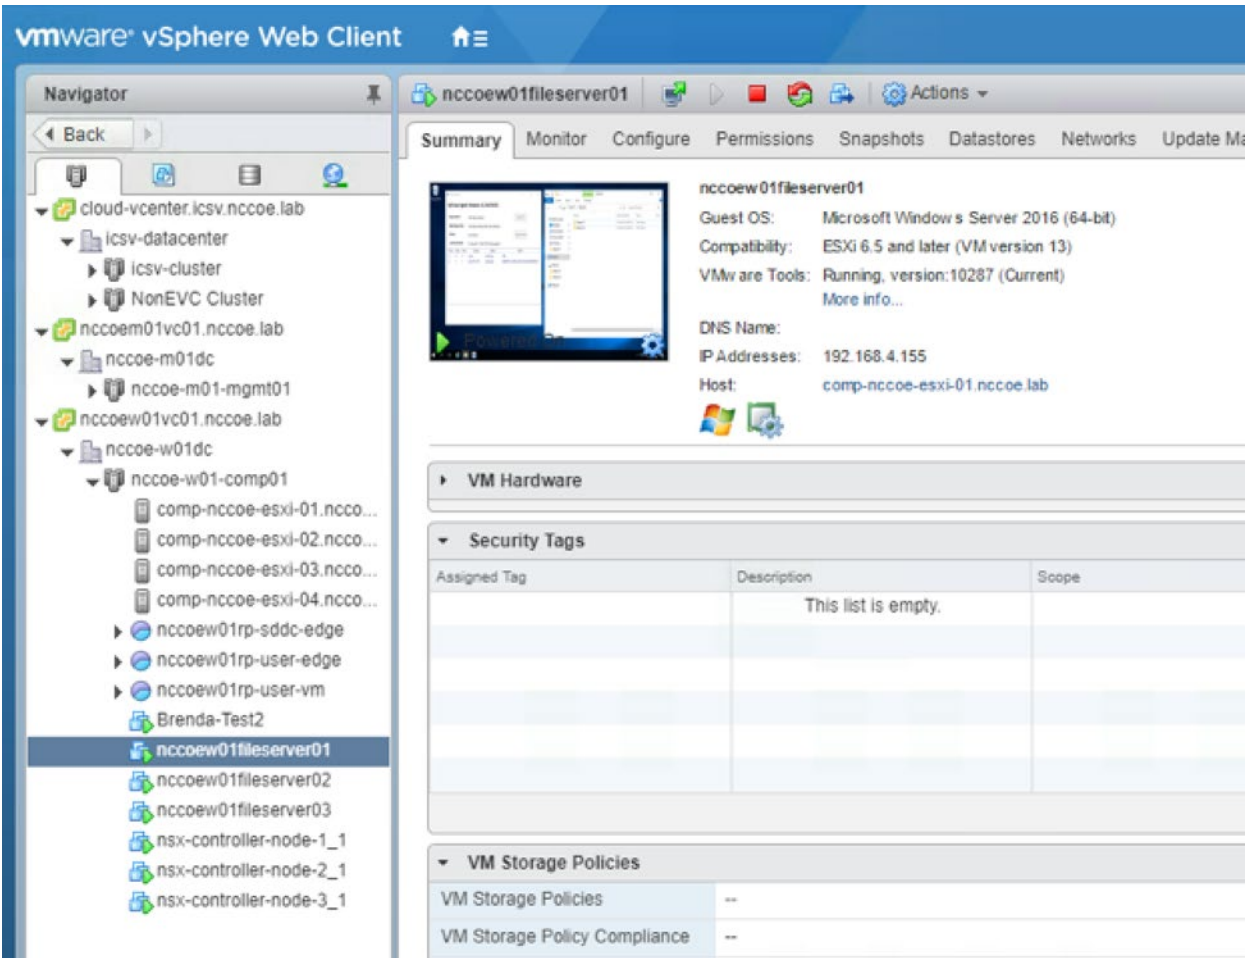 vmware® vSphere Web Client
Navigator
Back
cloud-vcenter.icsv.nccoe.lab
icsv-datacenter
icsv-cluster
NonEVC Cluster
nccoem01vc01.nccoe.lab
nccoe-m01dc
nccoe-m01-mgmt01
nccoew01vc01.nccoe.lab
nccoe-w01dc
nccoe-w01-comp01
comp-nccoe-esxi-01.ncco...
comp-nccoe-esxi-02.ncco...
comp-nccoe-esxi-03.ncco...
comp-nccoe-esxi-04.ncco...
nccoew01rp-sddc-edge
nccoew01rp-user-edge
nccoew01rp-user-vm
Brenda-Test2
nccoew01fileserver01
nccoew01fileserver02
nccoew01fileserver03
nsx-controller-node-1_1
nsx-controller-node-2_1
nsx-controller-node-3_1
nccoew01fileserver01 Actions
Summary Monitor Configure Permissions Snapshots Datastores Networks Update Ma
Powered On
nccoew01fileserver01
Guest OS: Microsoft Windows Server 2016 (64-bit)
Compatibility: ESXi 6.5 and later (VM version 13)
VMware Tools: Running, version:10287 (Current)
More info...
DNS Name:
IP Addresses: 192.168.4.155
Host: comp-nccoe-esxi-01.nccoe.lab
VM Hardware
Security Tags
Assigned Tag Description Scope
This list is empty.
VM Storage Policies
VM Storage Policies --
VM Storage Policy Compliance --